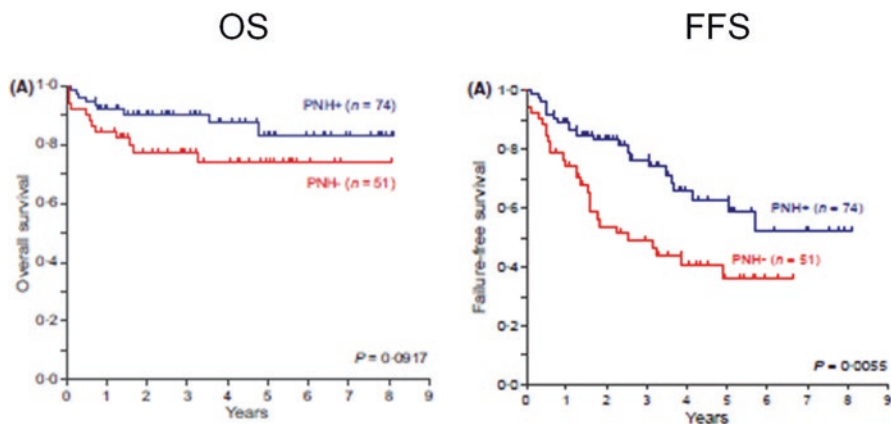 OS
FFS
(A)
1·0
0·8
0·6
0·4
0·2
0·0
Overall survival
PNH+ (n = 74)
PNH- (n = 51)
P = 0·0917
0 1 2 3 4 5 6 7 8 9
Years
(A)
1·0
0·8
0·6
0·4
0·2
0·0
Failure-free survival
PNH+ (n = 74)
PNH- (n = 51)
P = 0·0055
0 1 2 3 4 5 6 7 8 9
Years